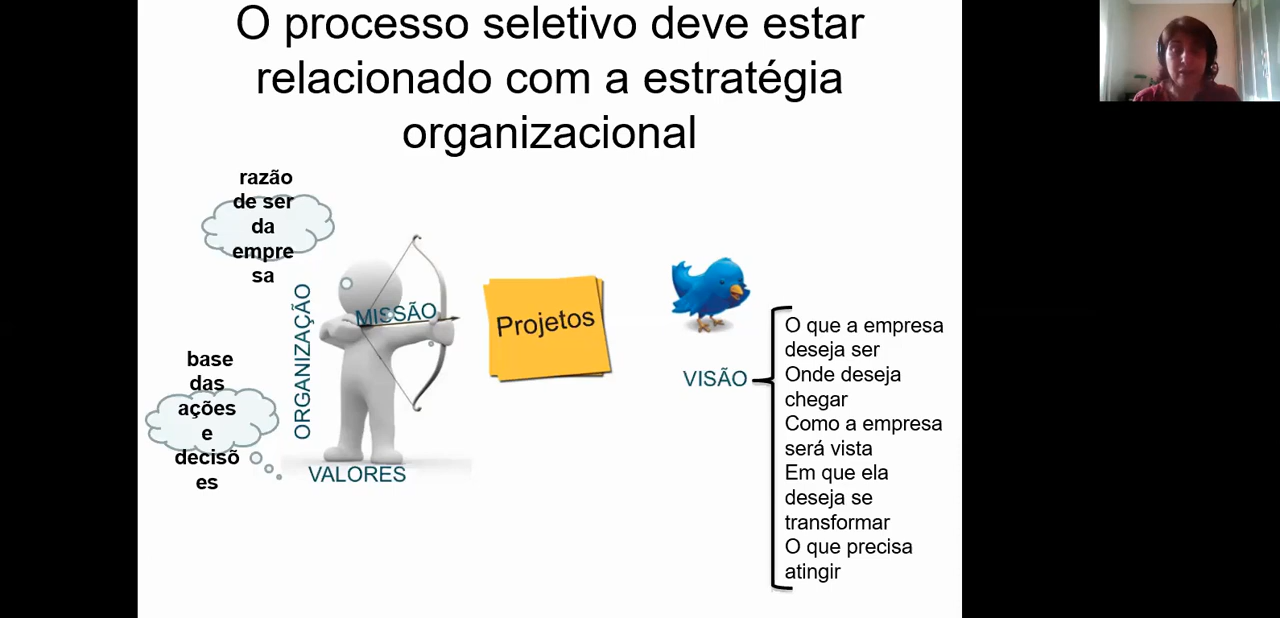 O processo seletivo deve estar
relacionado com a estratégia
organizacional
razão
de ser
da
empre
sa
ORGANIZAÇÃO
MISSÃO
Projetos
base
das
ações
e
decisõ
es
VALORES
VISÃO
O que a empresa
deseja ser
Onde deseja
chegar
Como a empresa
será vista
Em que ela
deseja se
transformar
O que precisa
atingir